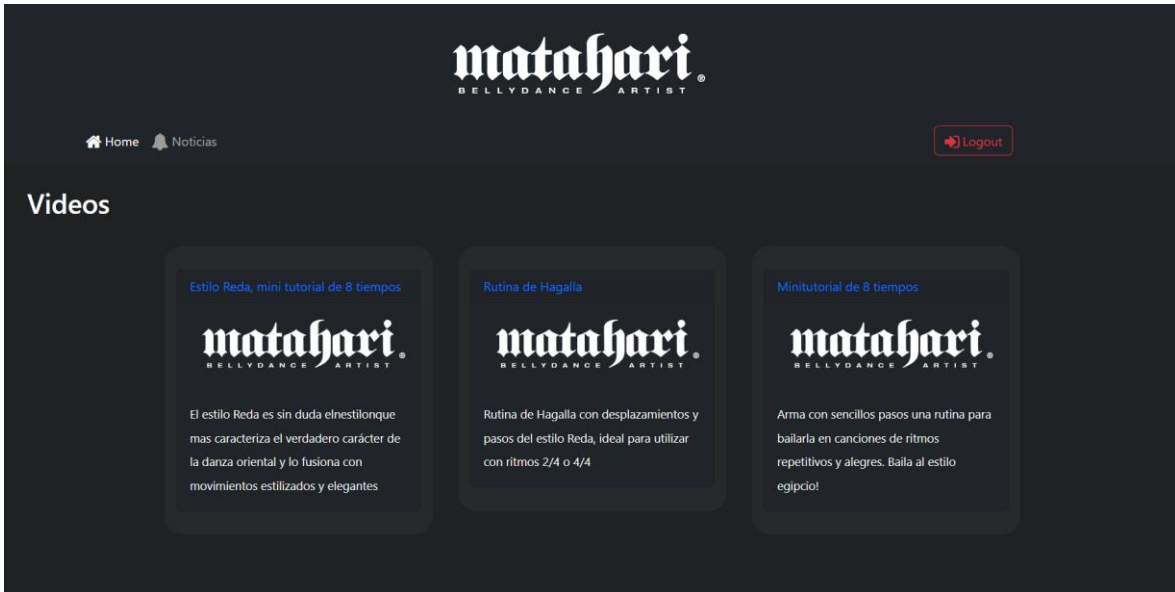 matahari®
BELLYDANCE ARTIST
Home Noticias Logout
Videos
Estilo Reda, mini tutorial de 8 tiempos
matahari®
BELLYDANCE ARTIST
El estilo Reda es sin duda elnestilonque
mas caracteriza el verdadero carácter de
la danza oriental y lo fusiona con
movimientos estilizados y elegantes
Rutina de Hagalla
matahari®
BELLYDANCE ARTIST
Rutina de Hagalla con desplazamientos y
pasos del estilo Reda, ideal para utilizar
con ritmos 2/4 o 4/4
Minitutorial de 8 tiempos
matahari®
BELLYDANCE ARTIST
Arma con sencillos pasos una rutina para
bailarla en canciones de ritmos
repetitivos y alegres. Baila al estilo
egipcio!